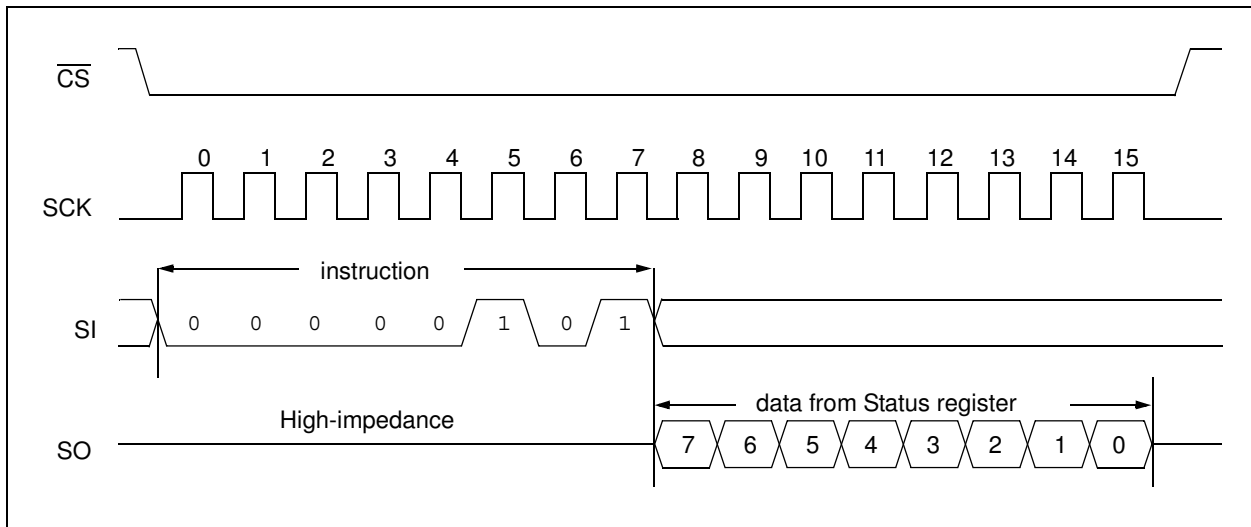 CS
0 1 2 3 4 5 6 7 8 9 10 11 12 13 14 15
SCK
instruction
SI
0 0 0 0 0 1 0 1
data from Status register
High-impedance
SO
7 6 5 4 3 2 1 0